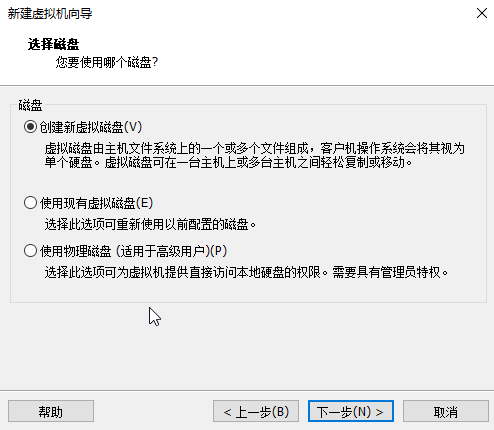 新建虚拟机向导
选择磁盘
您要使用哪个磁盘?
磁盘
创建新虚拟磁盘(V)
虚拟磁盘由主机文件系统上的一个或多个文件组成，客户机操作系统会将其视为
单个硬盘。虚拟磁盘可在一台主机上或多台主机之间轻松复制或移动。
使用现有虚拟磁盘(E)
选择此选项可重新使用以前配置的磁盘。
使用物理磁盘 (适用于高级用户)(P)
选择此选项可为虚拟机提供直接访问本地硬盘的权限。需要具有管理员特权。
帮助
< 上一步(B)
下一步(N) >
取消